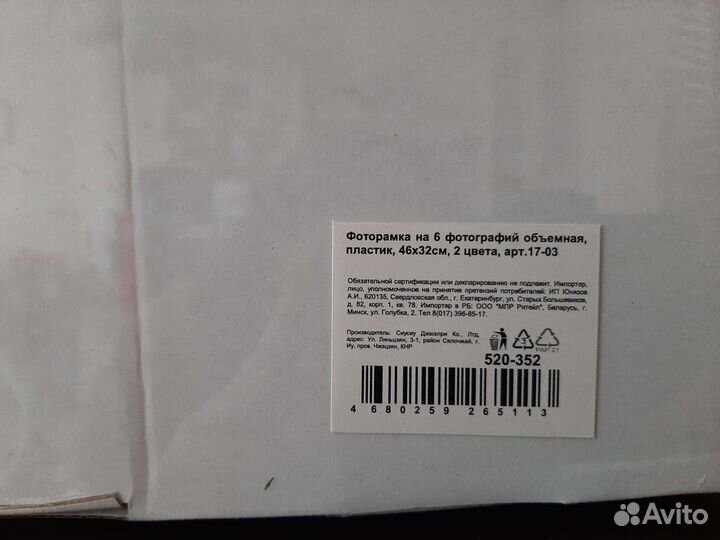 Фоторамка на 6 фотографий объемная,
пластик, 46х32см, 2 цвета, арт.17-03
Обязательной сертификации или декларированию не подлежит. Импортер,
лицо, уполномоченное на принятие претензий потребителей: ИП Юнязов
А.И., 620135, Свердловская обл., г. Екатеринбург, ул. Старых Большевиков,
д. 82, корп. 1, кв. 78. Импортер в РБ: ООО "МПР Ритейл", Беларусь, г.
Минск, ул. Голубка, 2. Тел 8(017) 396-85-17.
Производитель: Сиусиу Джюэлри Ко., Лтд,
адрес: Ул. Линьцзян, 3-1, район Сялочжай, г.
Иу, пров. Чжэцзян, КНР
3
PAP 21
520-352
4 680259 265113
Avito